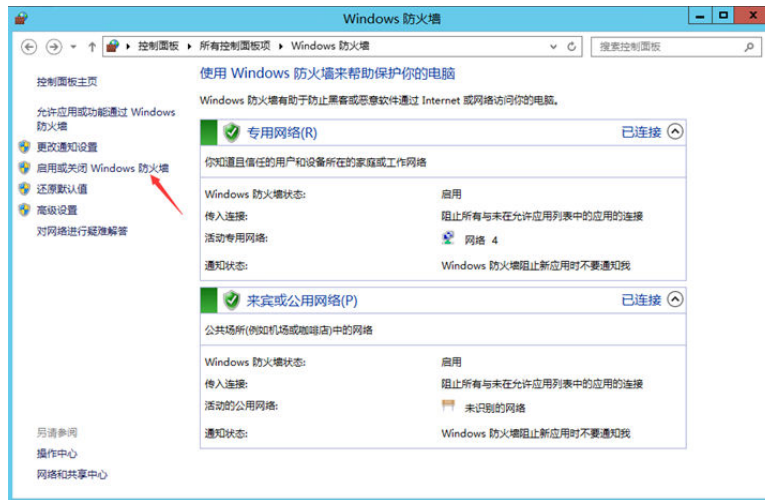 Windows 防火墙
控制面板 ▸ 所有控制面板项 ▸ Windows 防火墙
搜索控制面板
控制面板主页
允许应用或功能通过 Windows
防火墙
更改通知设置
启用或关闭 Windows 防火墙
还原默认值
高级设置
对网络进行疑难解答
另请参阅
操作中心
网络和共享中心
使用 Windows 防火墙来帮助保护你的电脑
Windows 防火墙有助于防止黑客或恶意软件通过 Internet 或网络访问你的电脑。
专用网络(R) 已连接
你知道且信任的用户和设备所在的家庭或工作网络
Windows 防火墙状态: 启用
传入连接: 阻止所有与未在允许应用列表中的应用的连接
活动专用网络: 网络 4
通知状态: Windows 防火墙阻止新应用时不要通知我
来宾或公用网络(P) 已连接
公共场所(例如机场或咖啡店)中的网络
Windows 防火墙状态: 启用
传入连接: 阻止所有与未在允许应用列表中的应用的连接
活动的公用网络: 未识别的网络
通知状态: Windows 防火墙阻止新应用时不要通知我